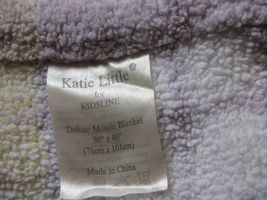 Katie Little®
for
KIDSLINE
Deluxe Mosaic Blanket
30" x 40"
(76cm x 101cm)
Made in China